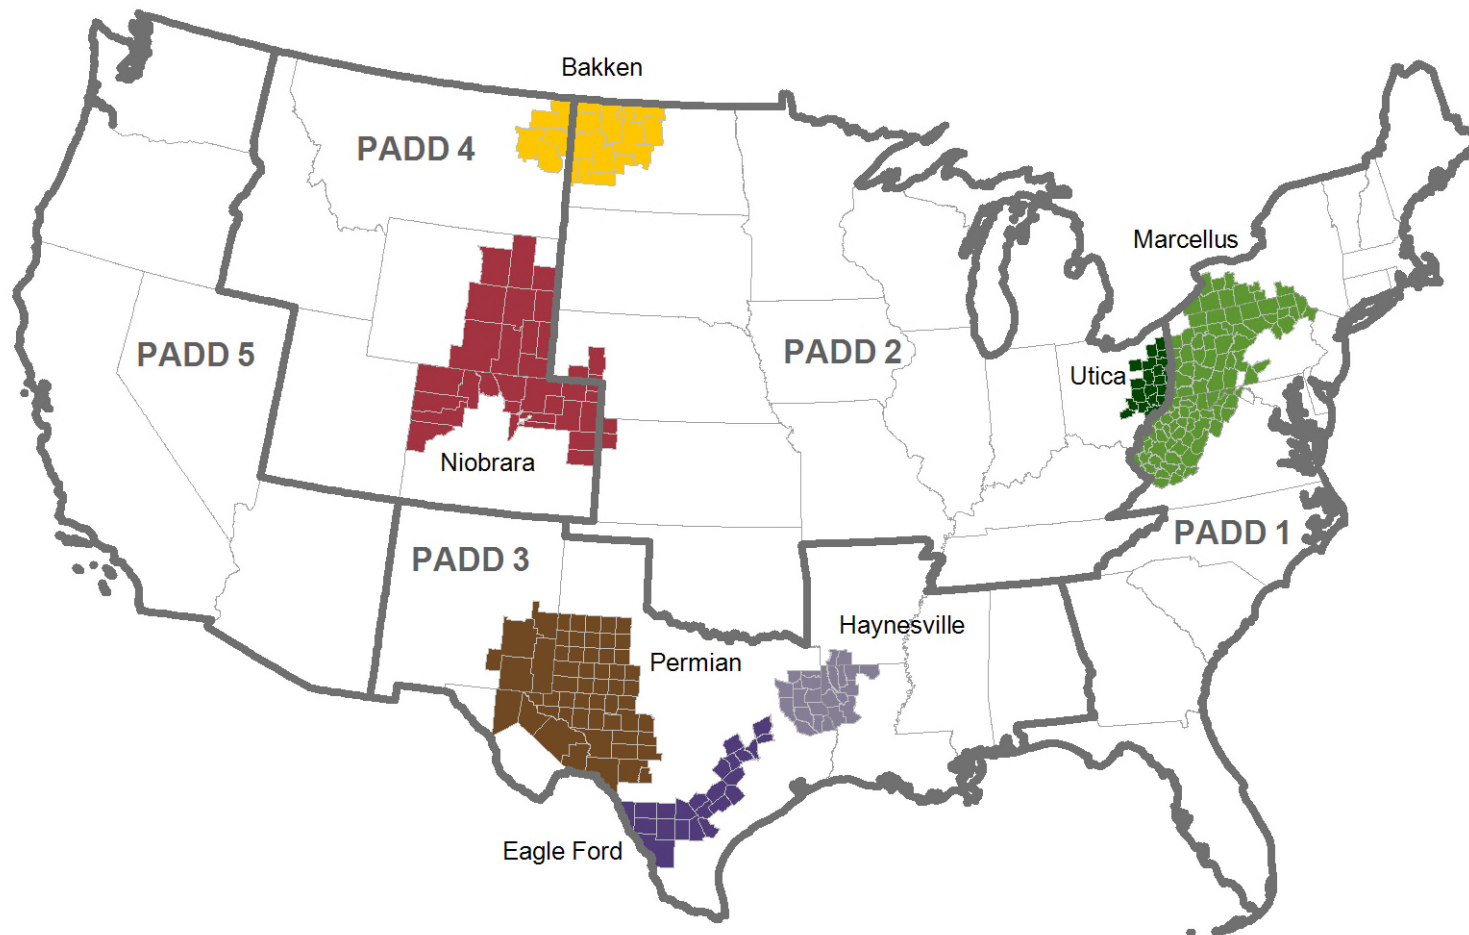 Bakken
PADD 4
Marcellus
PADD 5
PADD 2
Utica
Niobrara
PADD 1
PADD 3
Haynesville
Permian
Eagle Ford